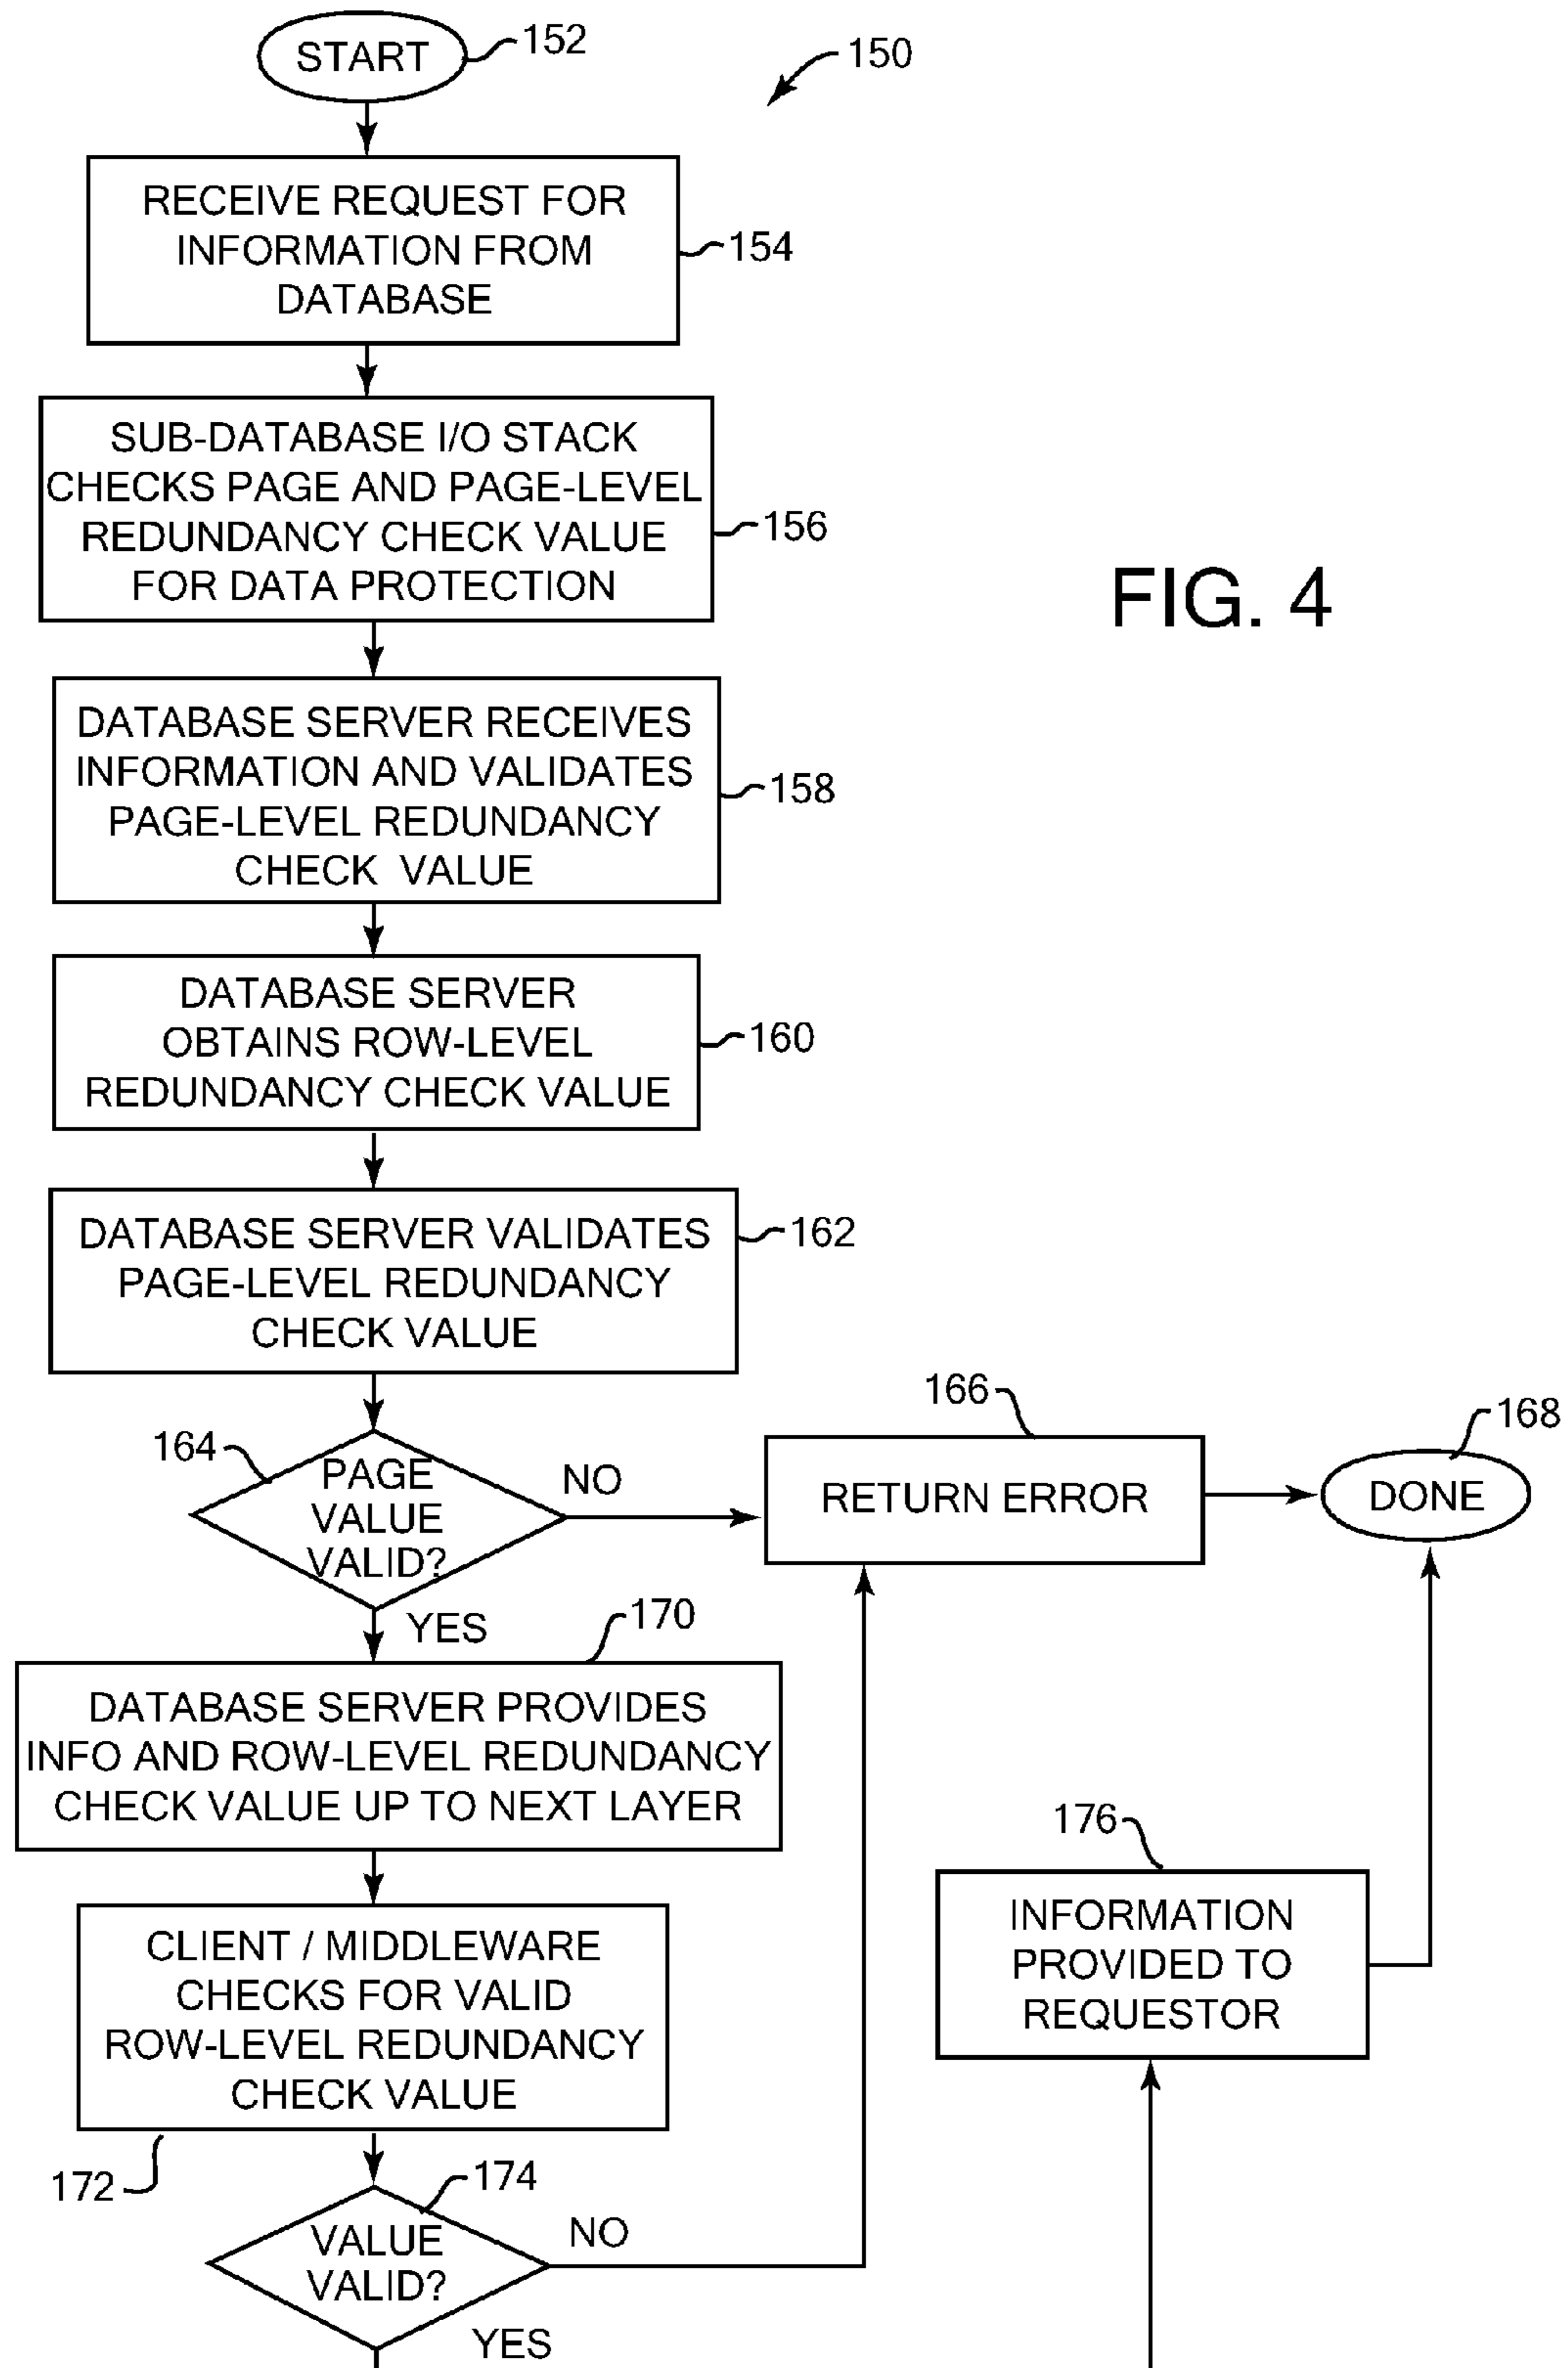 START
152
150
RECEIVE REQUEST FOR
INFORMATION FROM
DATABASE
154
SUB-DATABASE I/O STACK
CHECKS PAGE AND PAGE-LEVEL
REDUNDANCY CHECK VALUE
FOR DATA PROTECTION
156
FIG. 4
DATABASE SERVER RECEIVES
INFORMATION AND VALIDATES
PAGE-LEVEL REDUNDANCY
CHECK VALUE
158
DATABASE SERVER
OBTAINS ROW-LEVEL
REDUNDANCY CHECK VALUE
160
DATABASE SERVER VALIDATES
PAGE-LEVEL REDUNDANCY
CHECK VALUE
162
164
PAGE
VALUE
VALID?
NO
YES
166
RETURN ERROR
168
DONE
170
DATABASE SERVER PROVIDES
INFO AND ROW-LEVEL REDUNDANCY
CHECK VALUE UP TO NEXT LAYER
CLIENT / MIDDLEWARE
CHECKS FOR VALID
ROW-LEVEL REDUNDANCY
CHECK VALUE
172
176
INFORMATION
PROVIDED TO
REQUESTOR
174
VALUE
VALID?
NO
YES